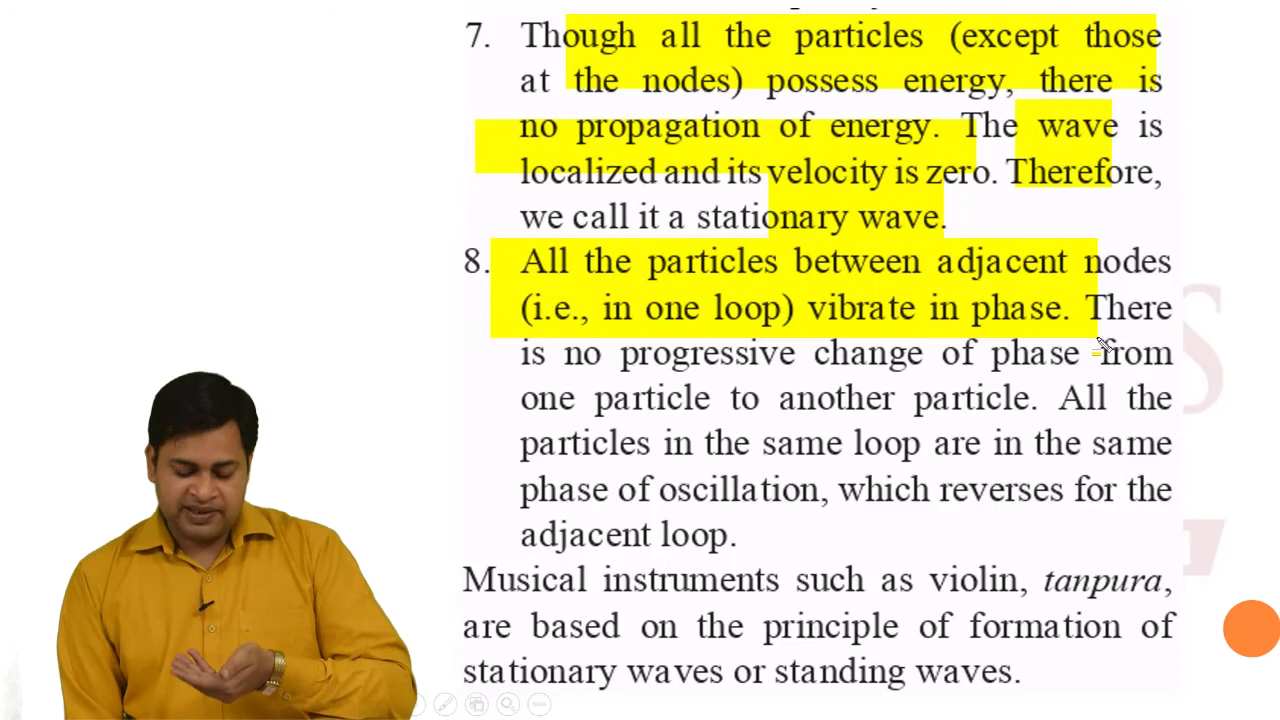 7. Though all the particles (except those
at the nodes) possess energy, there is
no propagation of energy. The wave is
localized and its velocity is zero. Therefore,
we call it a stationary wave.
8. All the particles between adjacent nodes
(i.e., in one loop) vibrate in phase. There
is no progressive change of phase from
one particle to another particle. All the
particles in the same loop are in the same
phase of oscillation, which reverses for the
adjacent loop.
Musical instruments such as violin, tanpura,
are based on the principle of formation of
stationary waves or standing waves.